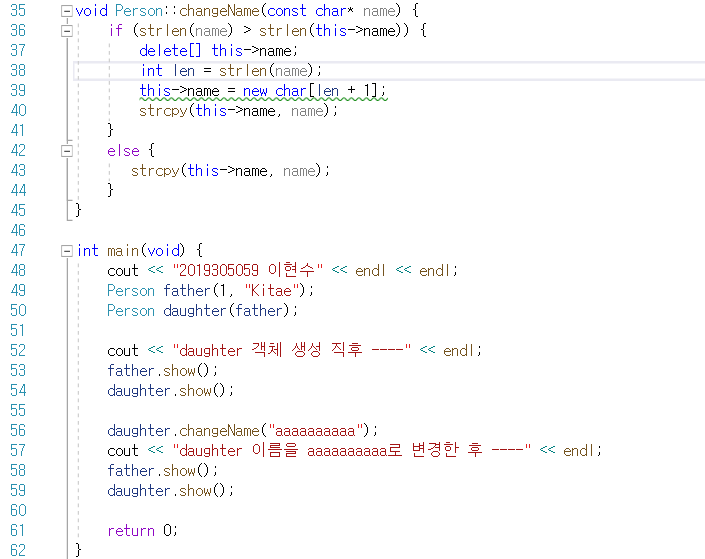 35 void Person::changeName(const char* name) {
36 if (strlen(name) > strlen(this->name)) {
37 delete[] this->name;
38 int len = strlen(name);
39 this->name = new char[len + 1];
40 strcpy(this->name, name);
41 }
42 else {
43 strcpy(this->name, name);
44 }
45 }
46
47 int main(void) {
48 cout << "2019305059 이현수" << endl << endl;
49 Person father(1, "Kitae");
50 Person daughter(father);
51
52 cout << "daughter 객체 생성 직후 ----" << endl;
53 father.show();
54 daughter.show();
55
56 daughter.changeName("aaaaaaaaaa");
57 cout << "daughter 이름을 aaaaaaaaaa로 변경한 후 ----" << endl;
58 father.show();
59 daughter.show();
60
61 return 0;
62 }